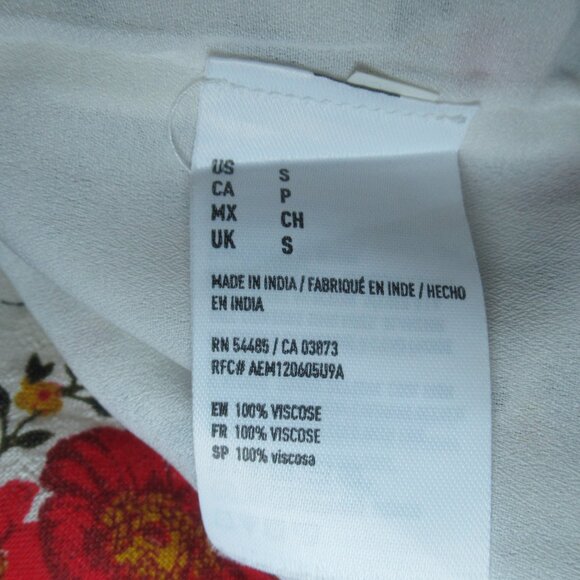 US S
CA P
MX CH
UK S
MADE IN INDIA / FABRIQUÉ EN INDE / HECHO
EN INDIA
RN 54485 / CA 03873
RFC# AEM120605U9A
EN 100% VISCOSE
FR 100% VISCOSE
SP 100% viscosa